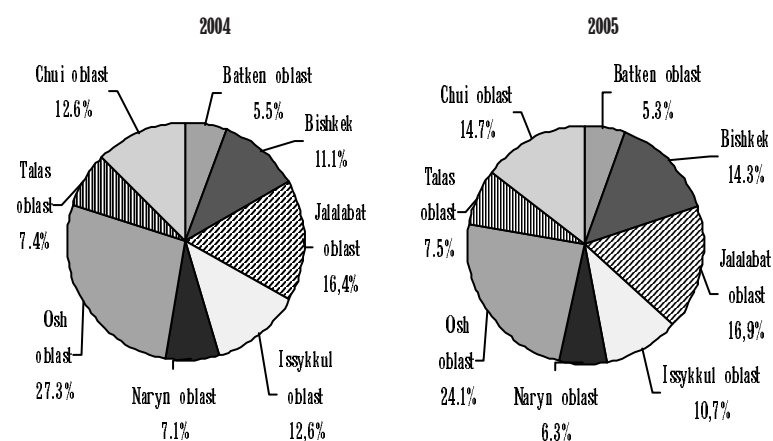 2004
Chui oblast
12.6%
Batken oblast
5.5%
Bishkek
11.1%
Talas
oblast
7.4%
Jalalabat
oblast
16,4%
Osh
oblast
27.3%
Naryn oblast
7.1%
Issykkul
oblast
12,6%
2005
Chui oblast
14.7%
Batken oblast
5.3%
Bishkek
14.3%
Talas
oblast
7.5%
Jalalabat
oblast
16,9%
Osh
oblast
24.1%
Naryn oblast
6.3%
Issykkul oblast
10,7%